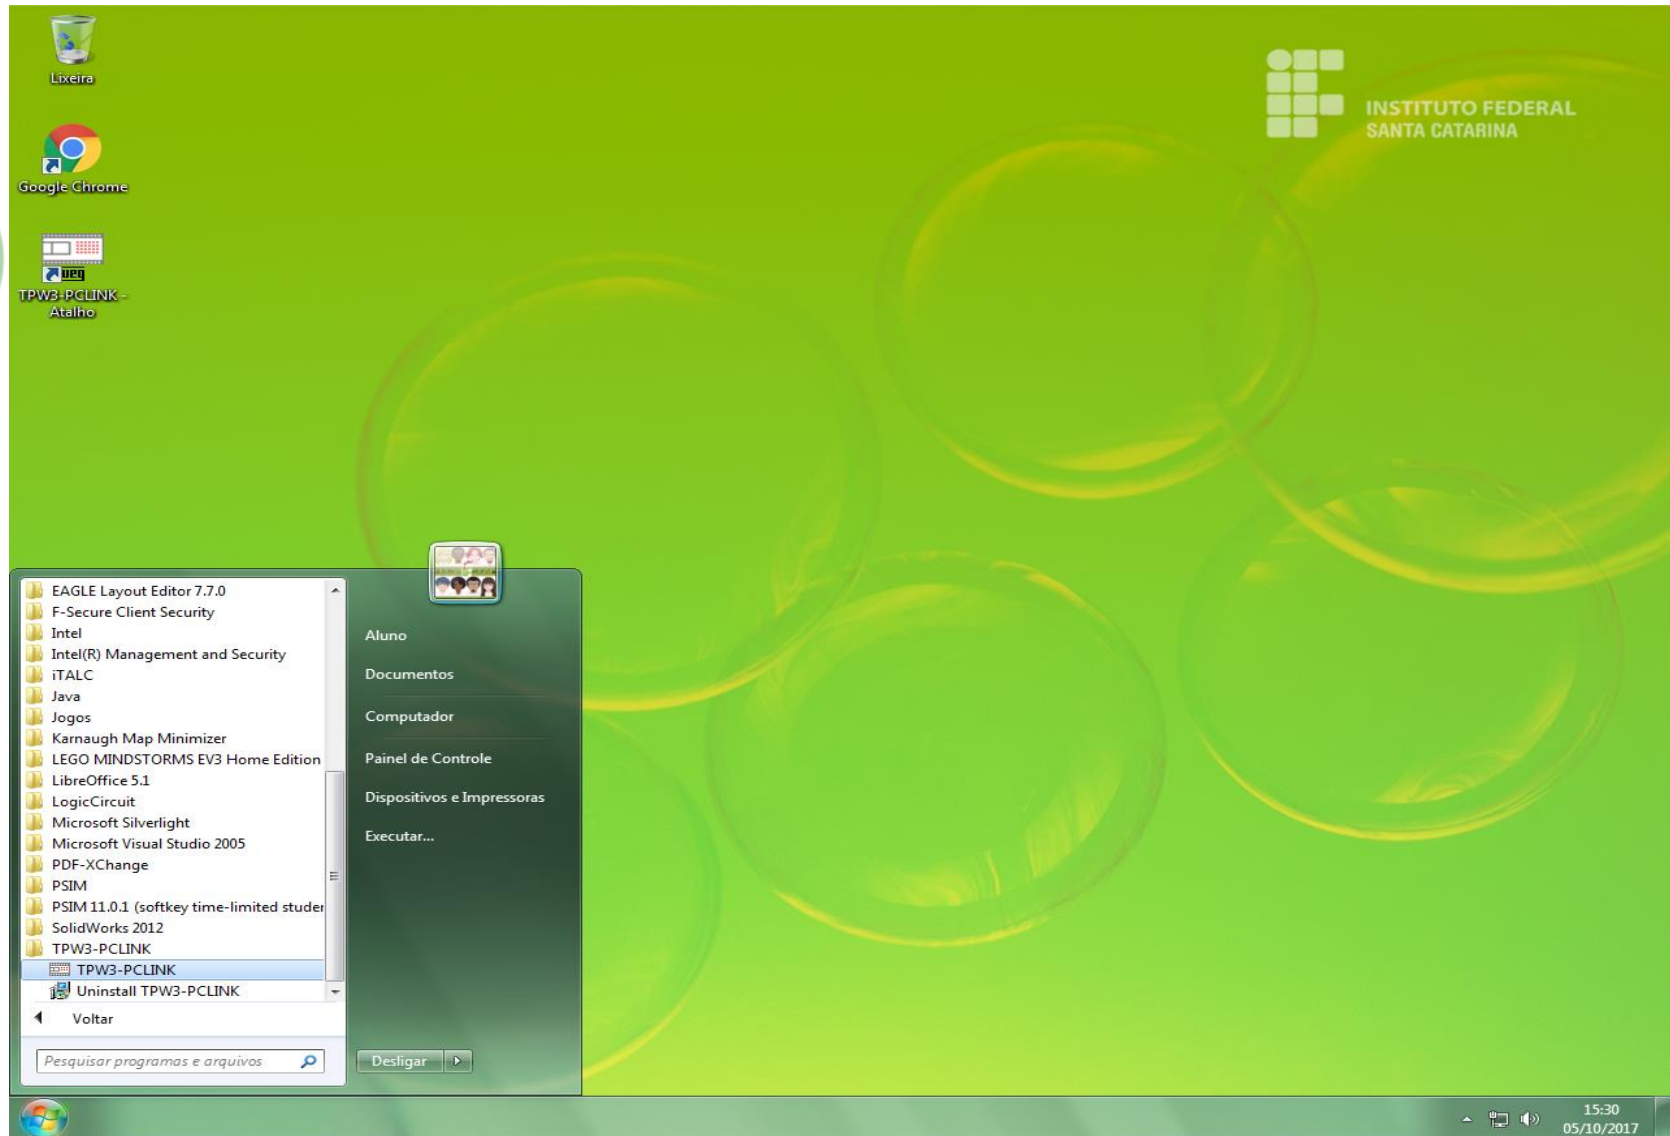 Lixeira
Google Chrome
ueq
TPW3-PCLINK -
Atalho
INSTITUTO FEDERAL
SANTA CATARINA
EAGLE Layout Editor 7.7.0
F-Secure Client Security
Intel
Intel(R) Management and Security
iTALC
Java
Jogos
Karnaugh Map Minimizer
LEGO MINDSTORMS EV3 Home Edition
LibreOffice 5.1
LogicCircuit
Microsoft Silverlight
Microsoft Visual Studio 2005
PDF-XChange
PSIM
PSIM 11.0.1 (softkey time-limited studer
SolidWorks 2012
TPW3-PCLINK
TPW3-PCLINK
Uninstall TPW3-PCLINK
Voltar
Pesquisar programas e arquivos
Aluno
Documentos
Computador
Painel de Controle
Dispositivos e Impressoras
Executar...
Desligar
15:30
05/10/2017